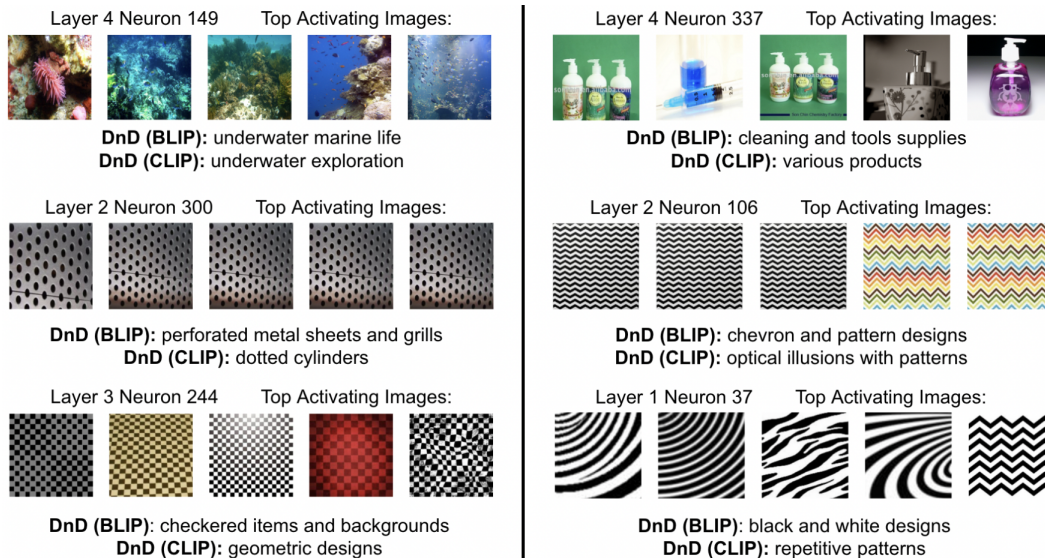 Layer 4 Neuron 149 Top Activating Images:
DnD (BLIP): underwater marine life
DnD (CLIP): underwater exploration
Layer 2 Neuron 300 Top Activating Images:
DnD (BLIP): perforated metal sheets and grills
DnD (CLIP): dotted cylinders
Layer 3 Neuron 244 Top Activating Images:
DnD (BLIP): checkered items and backgrounds
DnD (CLIP): geometric designs
Layer 4 Neuron 337 Top Activating Images:
DnD (BLIP): cleaning and tools supplies
DnD (CLIP): various products
Layer 2 Neuron 106 Top Activating Images:
DnD (BLIP): chevron and pattern designs
DnD (CLIP): optical illusions with patterns
Layer 1 Neuron 37 Top Activating Images:
DnD (BLIP): black and white designs
DnD (CLIP): repetitive patterns